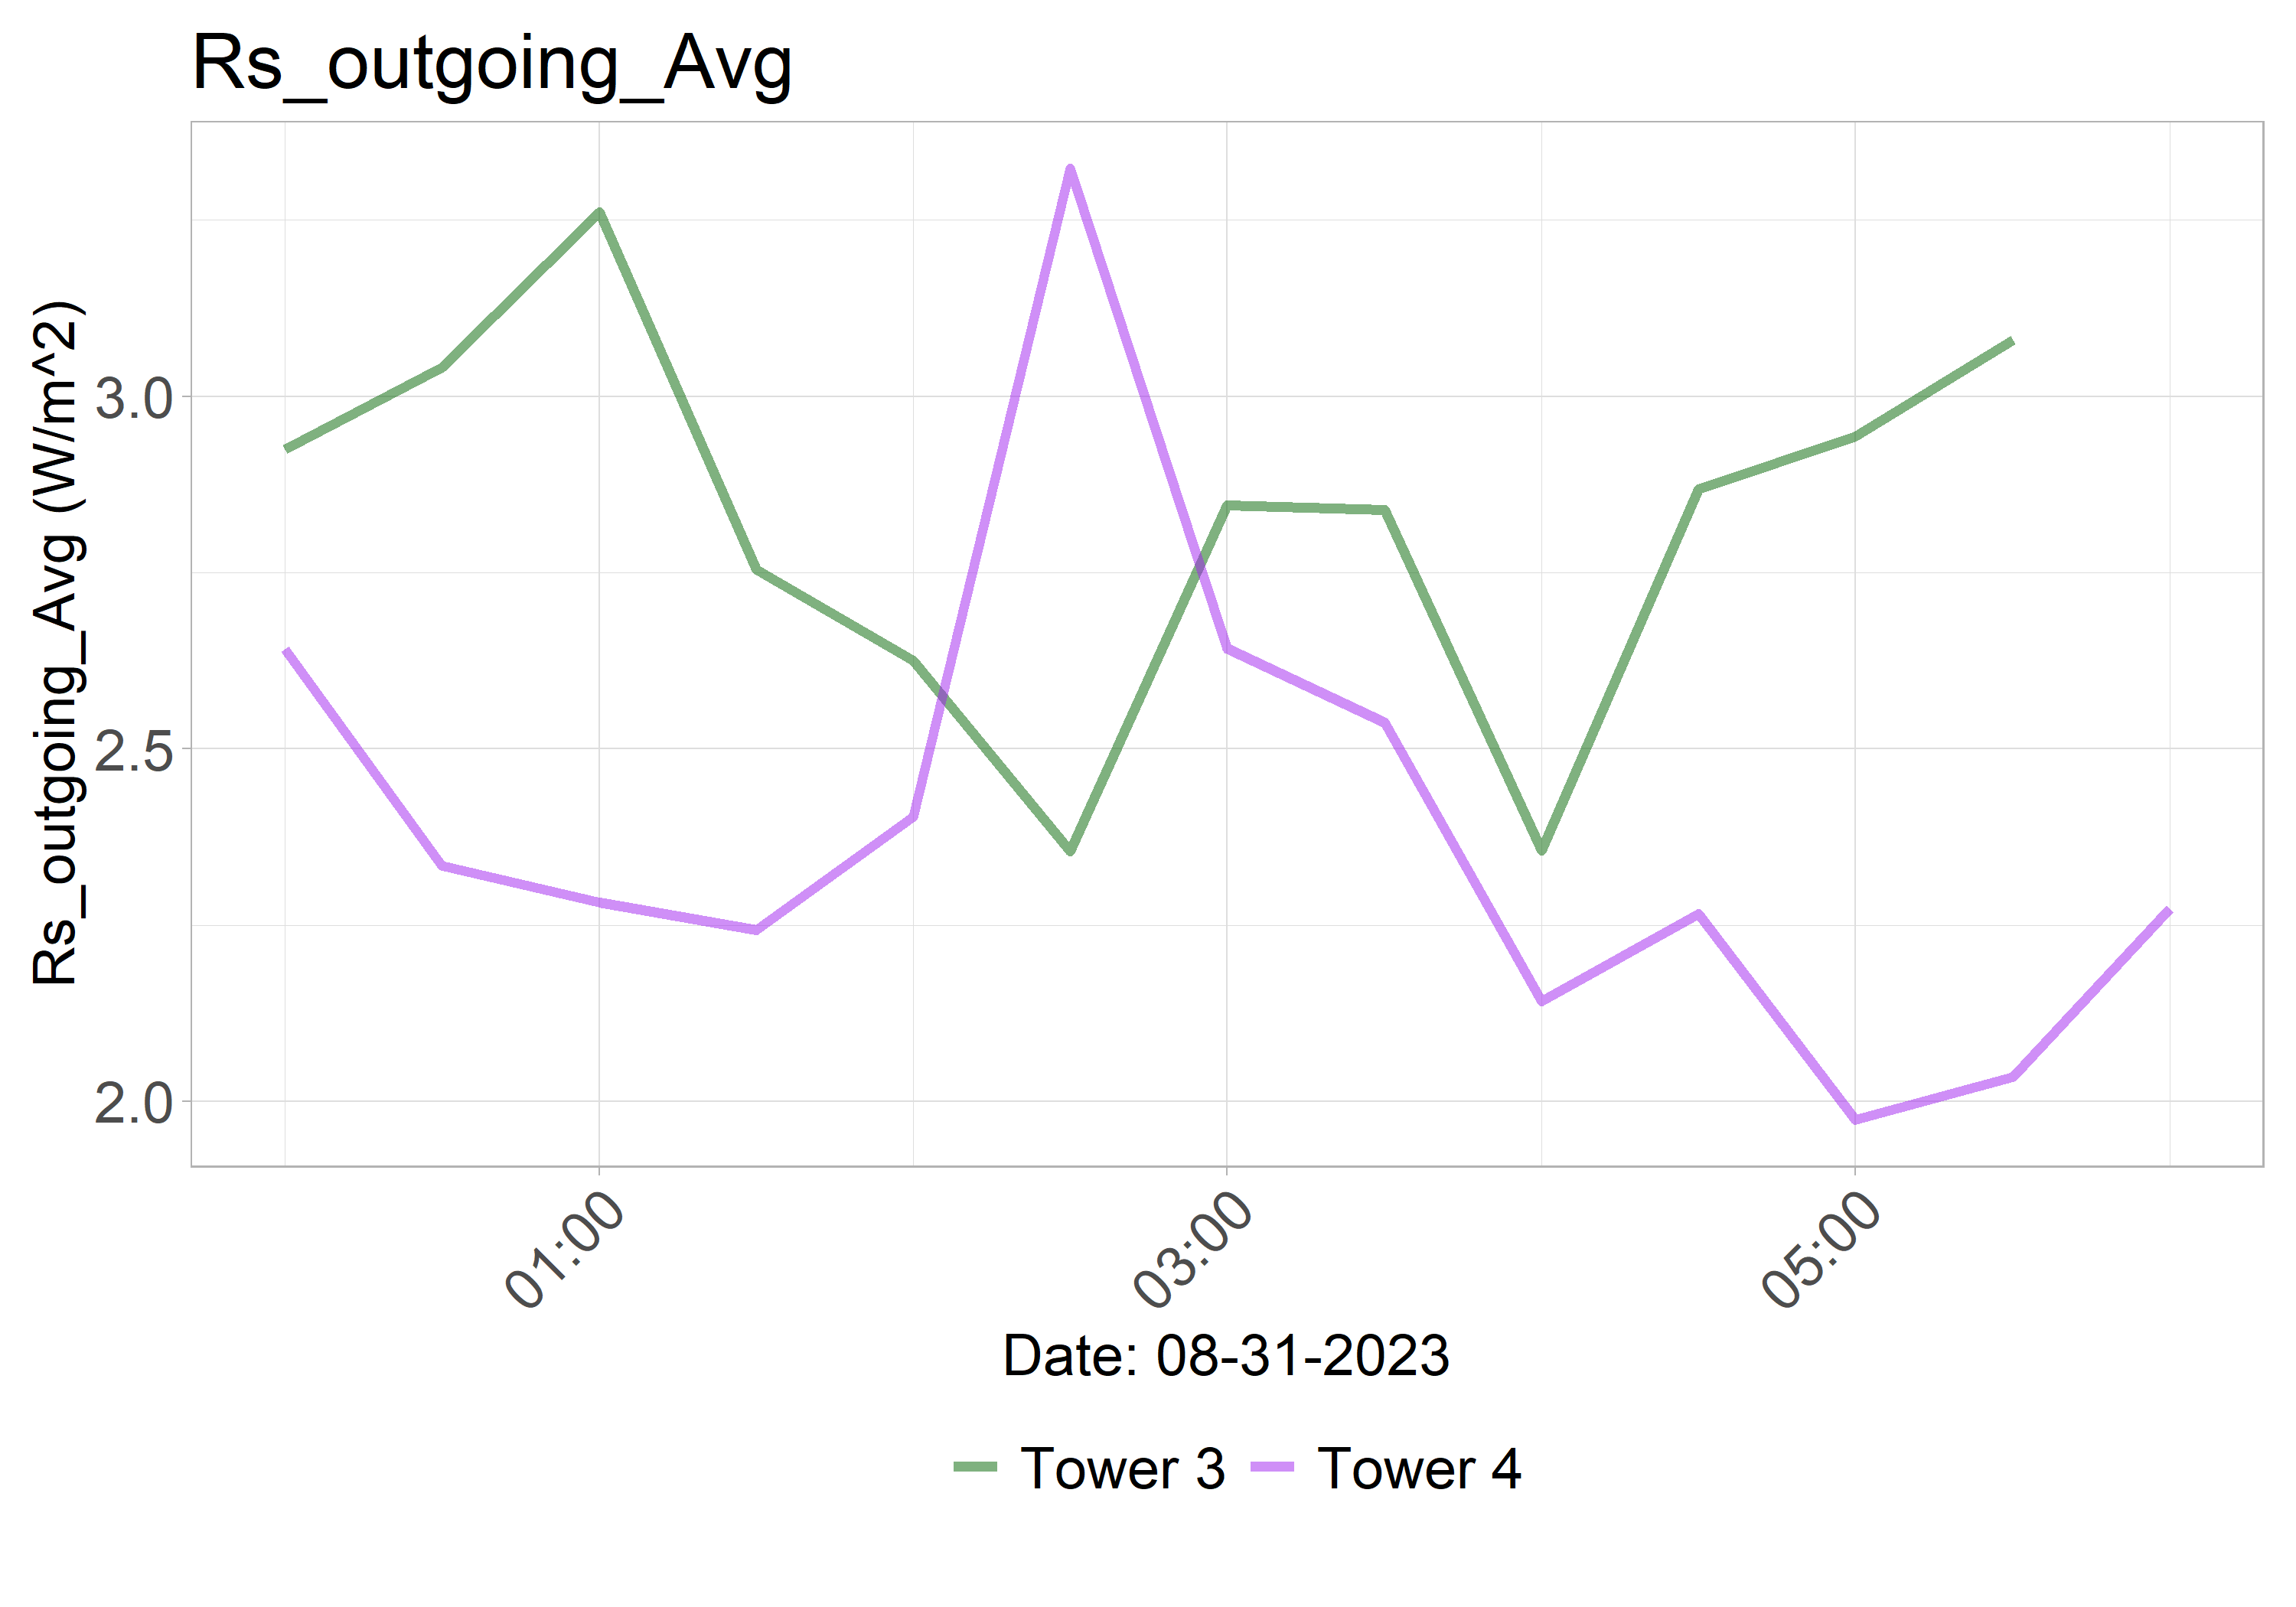 Rs_outgoing_Avg
Rs_outgoing_Avg (W/m^2)
3.0
2.5
2.0
01:00
03:00
05:00
Date: 08-31-2023
Tower 3
Tower 4